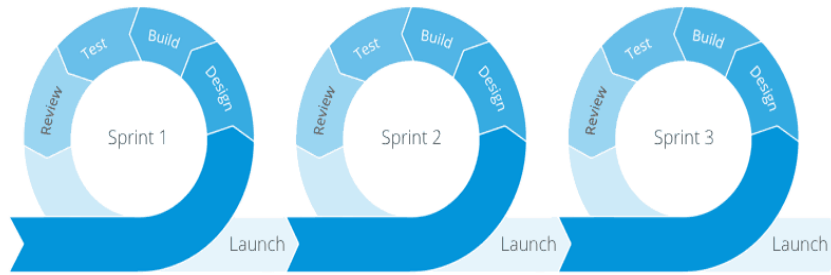 Test
Build
Design
Review
Sprint 1
Launch
Test
Build
Design
Review
Sprint 2
Launch
Test
Build
Design
Review
Sprint 3
Launch